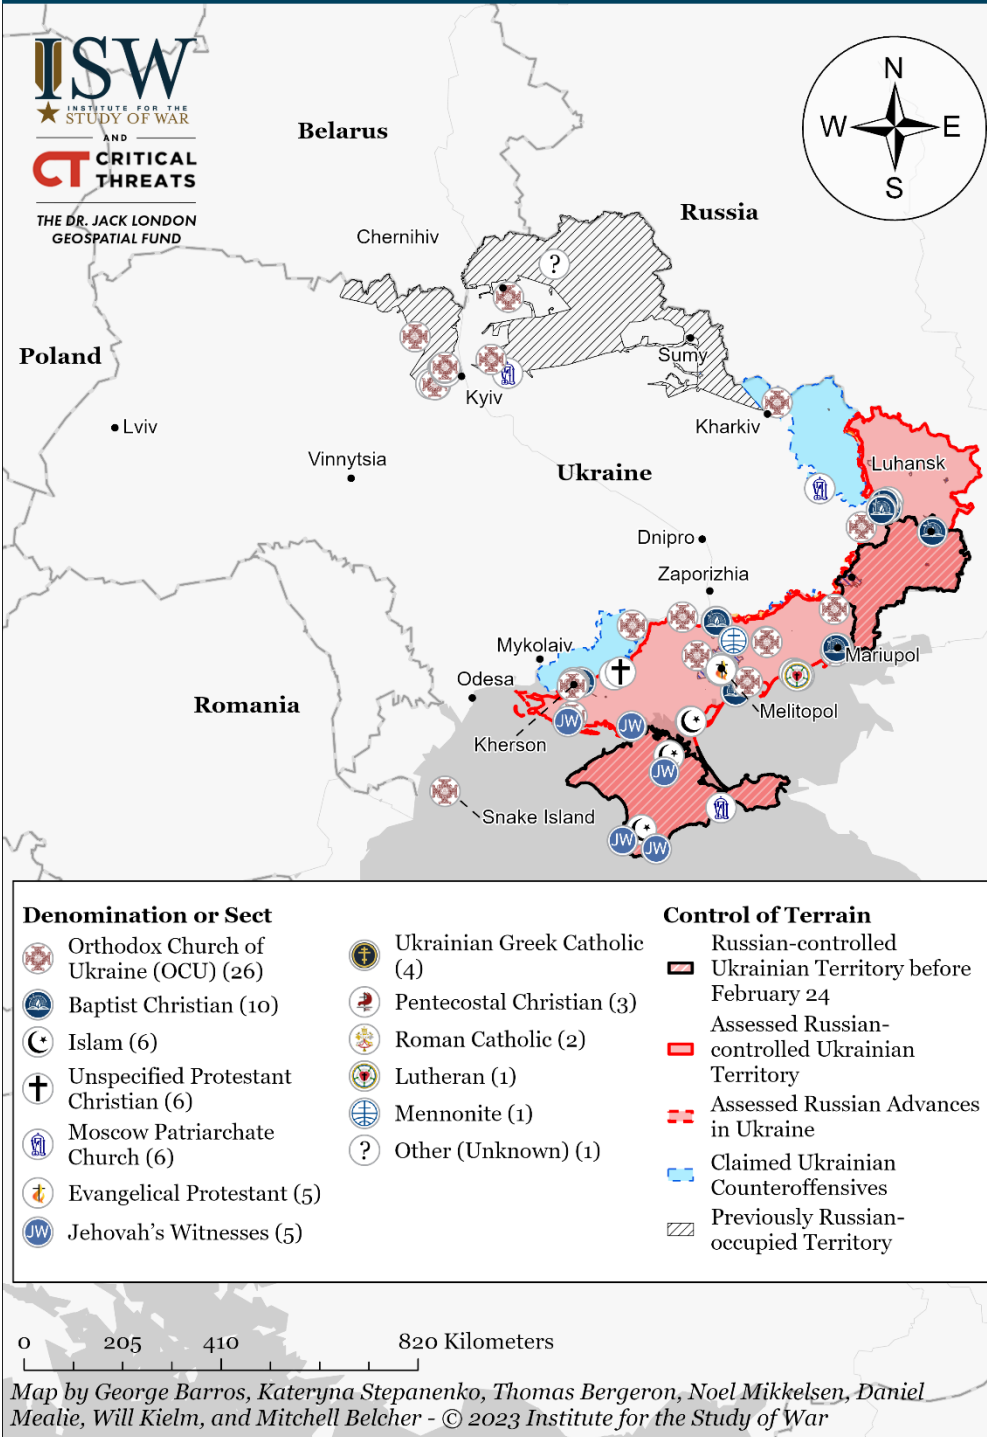 ISW
INSTITUTE FOR THE
STUDY OF WAR
AND
CT CRITICAL
THREATS
THE DR. JACK LONDON
GEOSPATIAL FUND
N
W E
S
Belarus
Russia
Chernihiv
?
Poland
Sumy
Kyiv
Lviv
Kharkiv
Vinnytsia
Luhansk
Ukraine
Dnipro
Zaporizhia
Mykolaiv
Mariupol
Odesa
Romania
Melitopol
JW
JW
Kherson
JW
Snake Island
JW
JW
Denomination or Sect
Orthodox Church of
Ukraine (OCU) (26)
Baptist Christian (10)
Islam (6)
Unspecified Protestant
Christian (6)
Moscow Patriarchate
Church (6)
Evangelical Protestant (5)
JW Jehovah's Witnesses (5)
Ukrainian Greek Catholic
(4)
Pentecostal Christian (3)
Roman Catholic (2)
Lutheran (1)
Mennonite (1)
? Other (Unknown) (1)
Control of Terrain
Russian-controlled
Ukrainian Territory before
February 24
Assessed Russian-
controlled Ukrainian
Territory
Assessed Russian Advances
in Ukraine
Claimed Ukrainian
Counteroffensives
Previously Russian-
occupied Territory
0 205 410 820 Kilometers
Map by George Barros, Kateryna Stepanenko, Thomas Bergeron, Noel Mikkelsen, Daniel
Mealie, Will Kielm, and Mitchell Belcher - © 2023 Institute for the Study of War